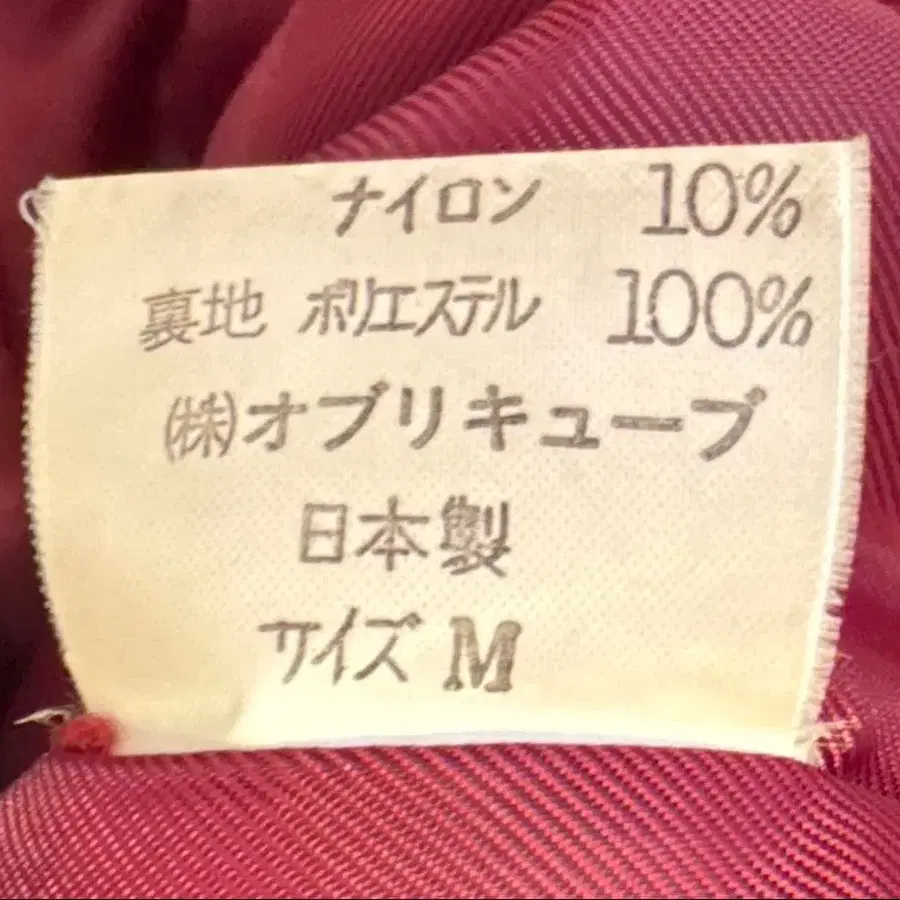 ナイロン 10%
裏地 ポリエステル 100%
㈱オブリキューブ
日本製
サイズ M